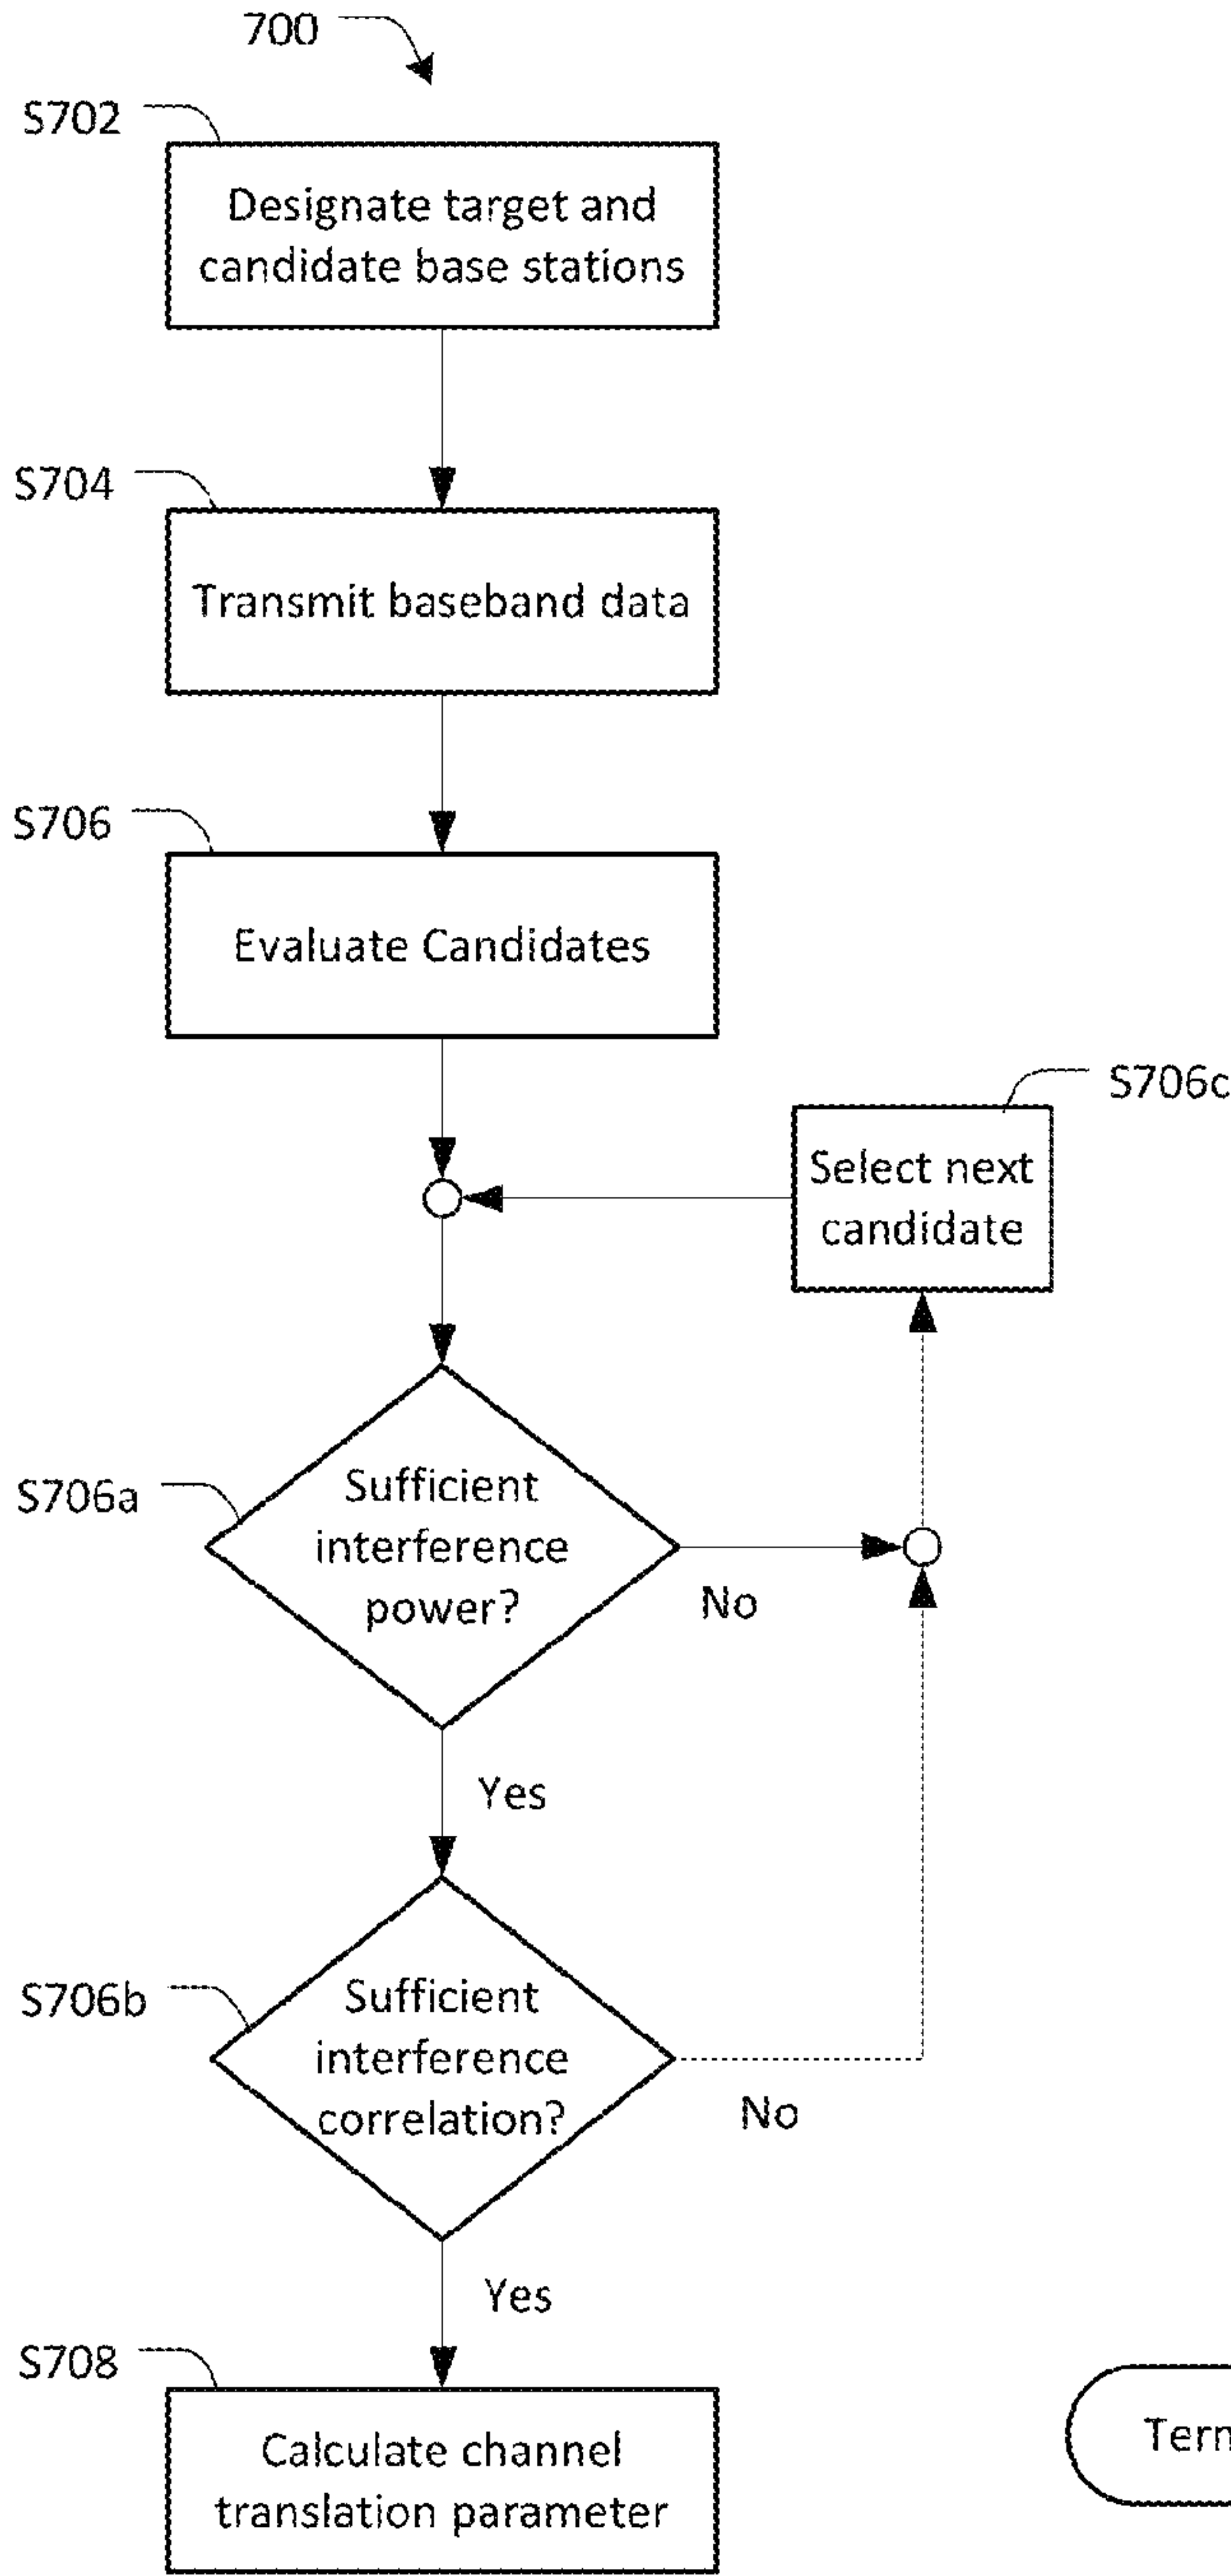 700
S702
Designate target and
candidate base stations
S704
Transmit baseband data
S706
Evaluate Candidates
S706c
Select next
candidate
S706a
Sufficient
interference
power?
No
Yes
S706b
Sufficient
interference
correlation?
No
Yes
S708
Calculate channel
translation parameter